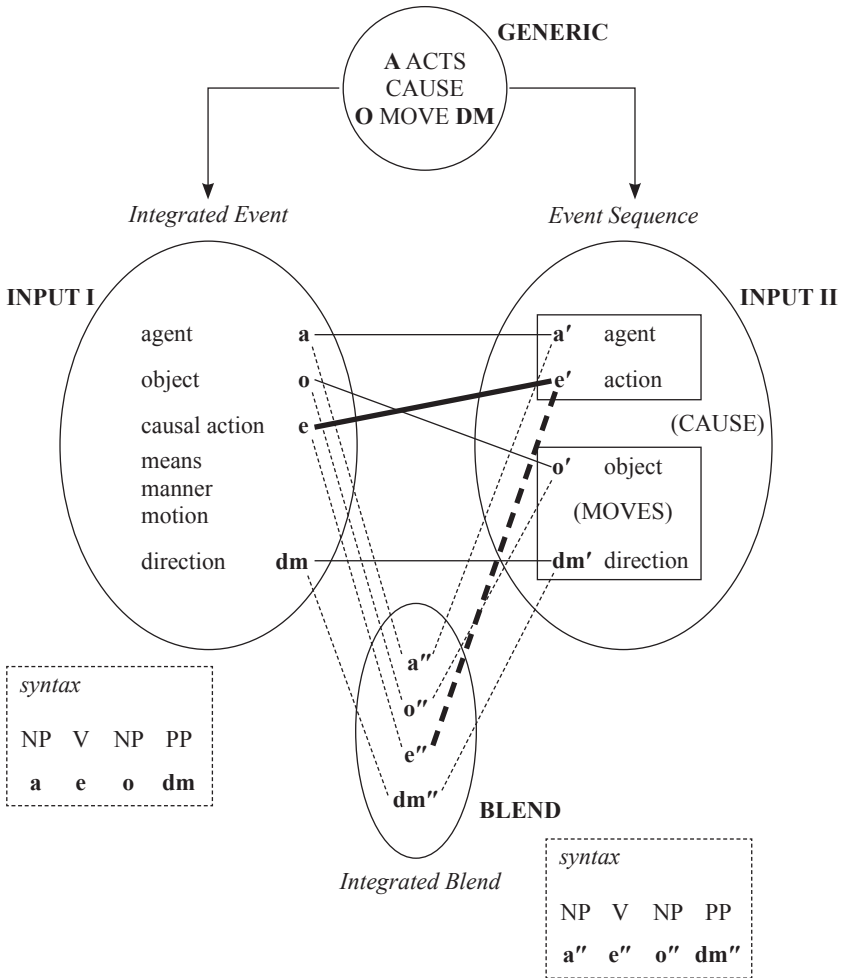 GENERIC
A ACTS
CAUSE
O MOVE DM
Integrated Event
Event Sequence
INPUT I
INPUT II
agent a
object o
causal action e
means
manner
motion
direction dm
a′ agent
e′ action
(CAUSE)
o′ object
(MOVES)
dm′ direction
a″
o″
e″
dm″
BLEND
Integrated Blend
syntax
NP V NP PP
a e o dm
syntax
NP V NP PP
a″ e″ o″ dm″